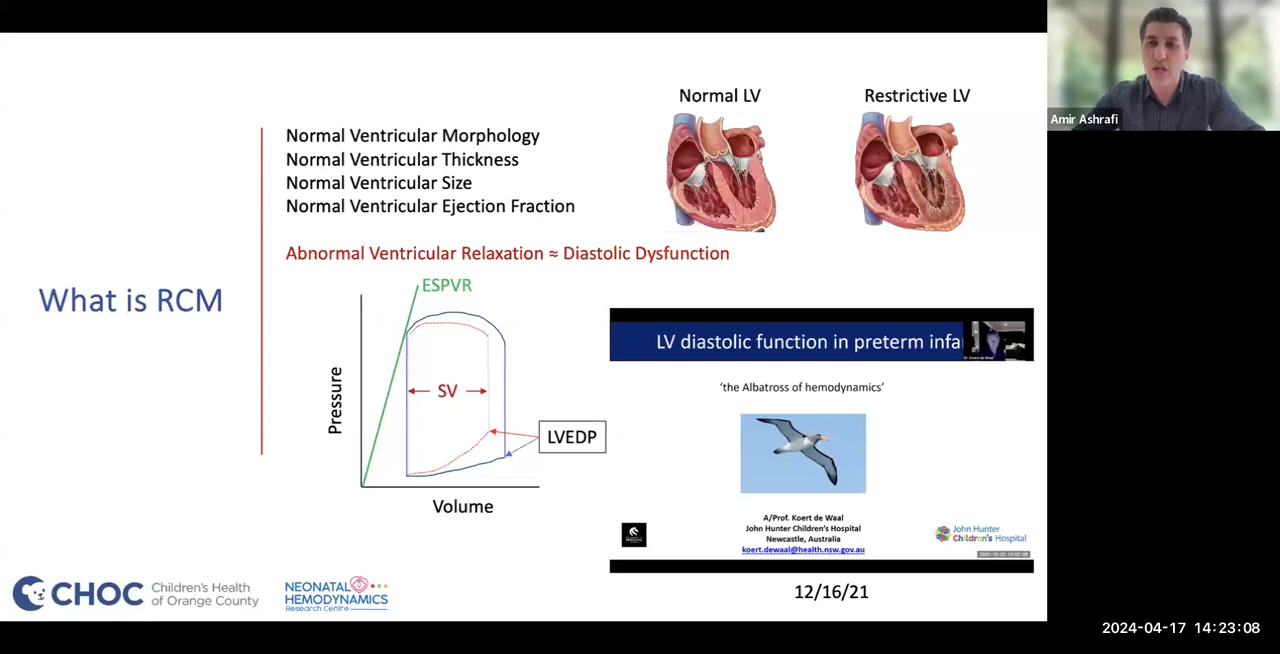 Normal LV
Restrictive LV
Amir Ashrafi
Normal Ventricular Morphology
Normal Ventricular Thickness
Normal Ventricular Size
Normal Ventricular Ejection Fraction
Abnormal Ventricular Relaxation ≈ Diastolic Dysfunction
What is RCM
ESPVR
Pressure
SV
LVEDP
Volume
LV diastolic function in preterm infa
'the Albatross of hemodynamics'
A/Prof. Koert de Waal
John Hunter Children's Hospital
Newcastle, Australia
koert.dewaal@health.nsw.gov.au
John Hunter
Children's Hospital
12/16/21
CHOC
Children's Health
of Orange County
NEONATAL
HEMODYNAMICS
Research Centre
2024-04-17 14:23:08